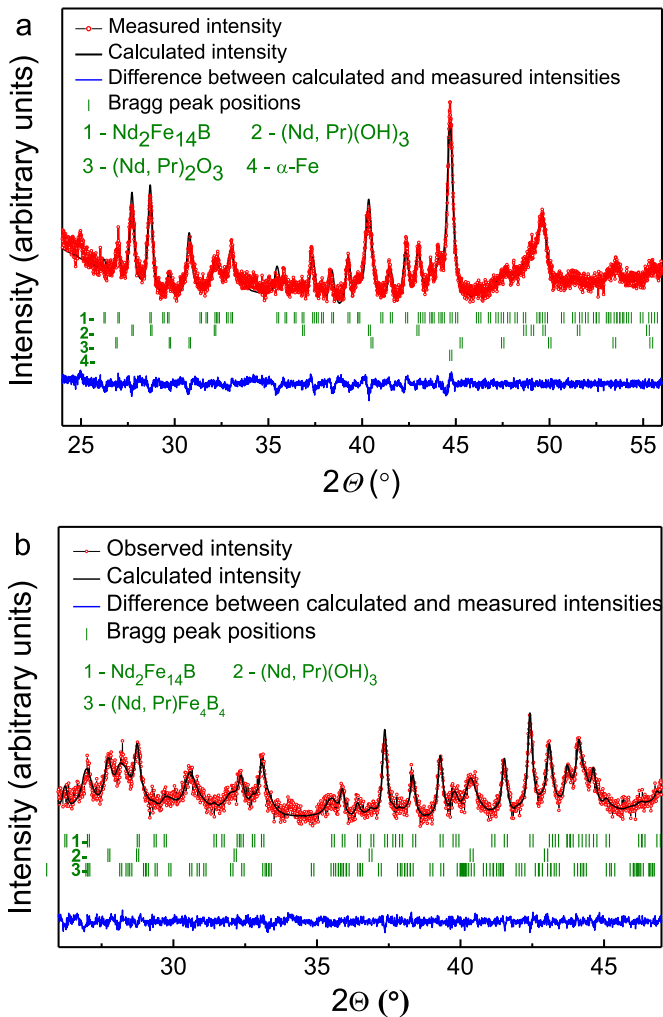 a
Measured intensity
Calculated intensity
Difference between calculated and measured intensities
Bragg peak positions
1 - Nd₂Fe₁₄B 2 - (Nd, Pr)(OH)₃
3 - (Nd, Pr)₂O₃ 4 - α-Fe
Intensity (arbitrary units)
1-
2-
3-
4-
25 30 35 40 45 50 55
2Θ (°)
b
Observed intensity
Calculated intensity
Difference between calculated and measured intensities
Bragg peak positions
1 - Nd₂Fe₁₄B 2 - (Nd, Pr)(OH)₃
3 - (Nd, Pr)Fe₄B₄
Intensity (arbitrary units)
1-
2-
3-
30 35 40 45
2Θ (°)